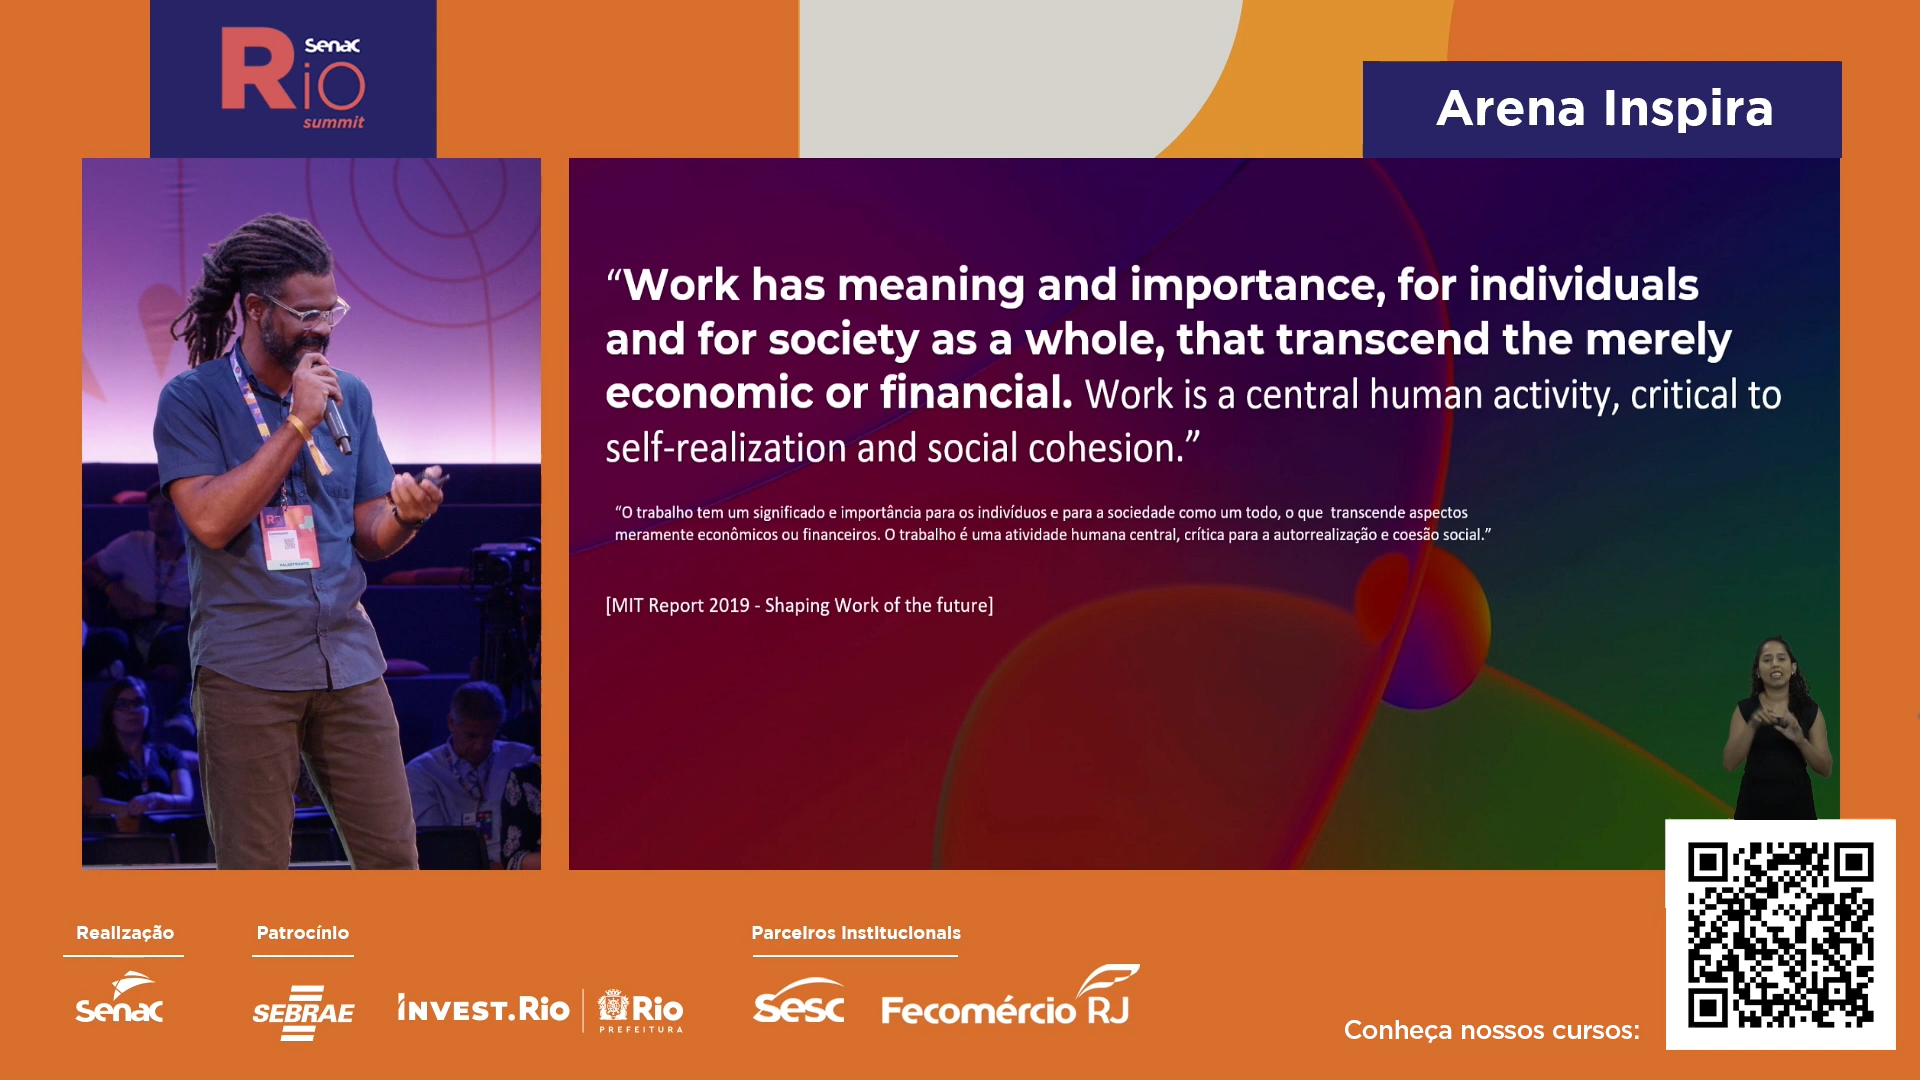 Senac
Rio
summit
Arena Inspira
“Work has meaning and importance, for individuals
and for society as a whole, that transcend the merely
economic or financial. Work is a central human activity, critical to
self-realization and social cohesion.”
“O trabalho tem um significado e importância para os indivíduos e para a sociedade como um todo, o que transcende aspectos
meramente econômicos ou financeiros. O trabalho é uma atividade humana central, crítica para a autorrealização e coesão social.”
[MIT Report 2019 - Shaping Work of the future]
PALESTRANTE
Realização
Patrocínio
Parceiros Institucionais
Senac
SEBRAE
INVEST.Rio
Rio
PREFEITURA
Sesc
Fecomércio RJ
Conheça nossos cursos: